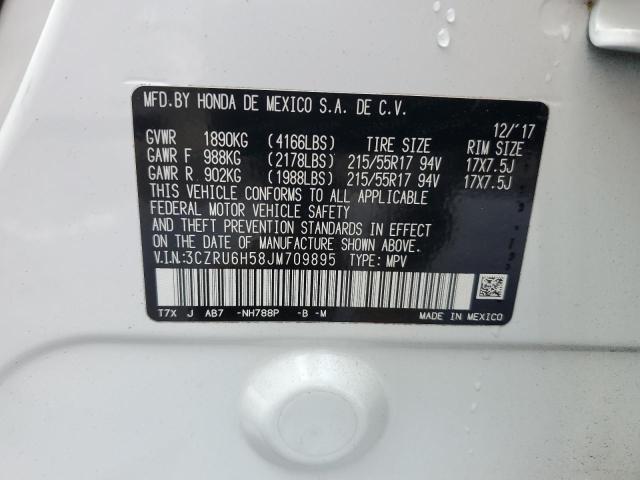 MFD.BY HONDA DE MEXICO S.A. DE C.V.
12/'17
GVWR 1890KG (4166LBS) TIRE SIZE RIM SIZE
GAWR F 988KG (2178LBS) 215/55R17 94V 17X7.5J
GAWR R 902KG (1988LBS) 215/55R17 94V 17X7.5J
THIS VEHICLE CONFORMS TO ALL APPLICABLE
FEDERAL MOTOR VEHICLE SAFETY
AND THEFT PREVENTION STANDARDS IN EFFECT
ON THE DATE OF MANUFACTURE SHOWN ABOVE.
V.I.N.:3CZRU6H58JM709895 TYPE: MPV
T7X J AB7 -NH788P -B -M
MADE IN MEXICO